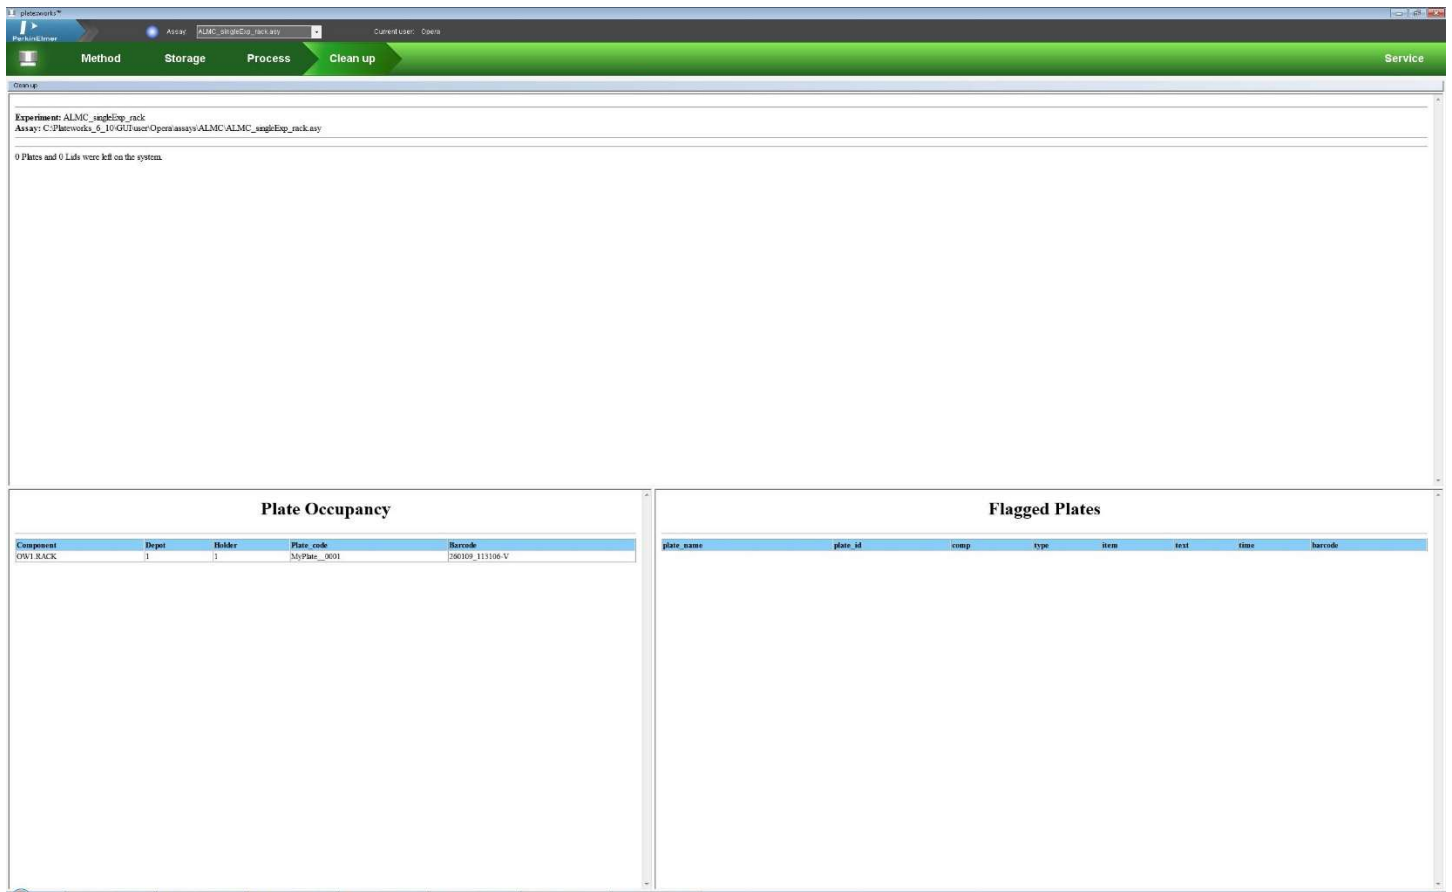 plateworks™
PerkinElmer
Assay: ALMC_singleExp_rack.asy Current user: Opera
Method Storage Process Clean up Service
Clean up
Experiment: ALMC_singleExp_rack
Assay: C:\Plateworks_6_10\GUI\user\Opera\assays\ALMC\ALMC_singleExp_rack.asy
0 Plates and 0 Lids were left on the system.
Plate Occupancy
Component Depot Holder Plate_code Barcode
OW1.RACK 1 1 MyPlate__0001 260109_113106-V
Flagged Plates
plate_name plate_id comp type item text time barcode